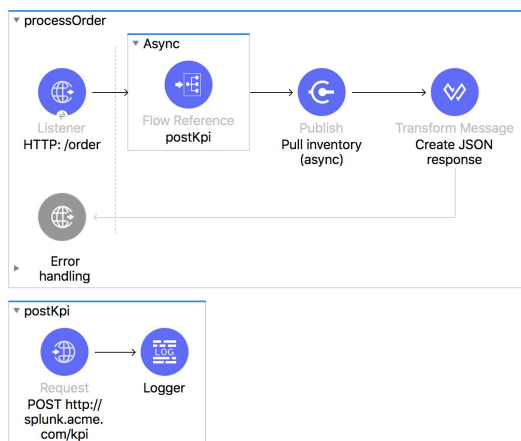 processOrder
Async
Listener
HTTP: /order
Flow Reference
postKpi
Publish
Pull inventory
(async)
Transform Message
Create JSON
response
Error
handling
postKpi
LOG
Request
POST http://
splunk.acme.
com/kpi
Logger